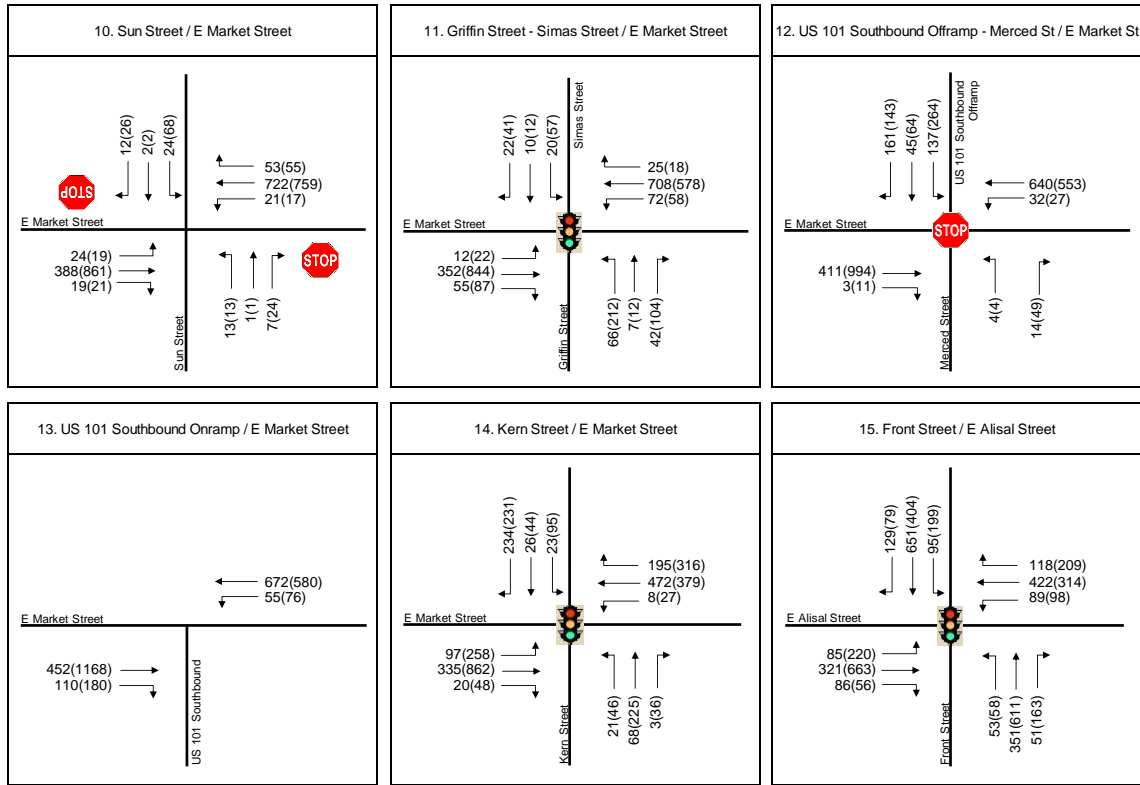 10. Sun Street / E Market Street
12(26)
2(2)
24(68)
53(55)
722(759)
21(17)
STOP
E Market Street
24(19)
388(861)
19(21)
STOP
13(13)
1(1)
7(24)
Sun Street
11. Griffin Street - Simas Street / E Market Street
Simas Street
22(41)
10(12)
20(57)
25(18)
708(578)
72(58)
E Market Street
12(22)
352(844)
55(87)
66(212)
7(12)
42(104)
Griffin Street
12. US 101 Southbound Offramp - Merced St / E Market St
US 101 Southbound
Offramp
161(143)
45(64)
137(264)
640(553)
32(27)
E Market Street
STOP
411(994)
3(11)
4(4)
14(49)
Merced Street
13. US 101 Southbound Onramp / E Market Street
672(580)
55(76)
E Market Street
452(1168)
110(180)
US 101 Southbound
14. Kern Street / E Market Street
234(231)
26(44)
23(95)
195(316)
472(379)
8(27)
E Market Street
97(258)
335(862)
20(48)
21(46)
68(225)
3(36)
Kern Street
15. Front Street / E Alisal Street
129(79)
651(404)
95(199)
118(209)
422(314)
89(98)
E Alisal Street
85(220)
321(663)
86(56)
53(58)
351(611)
51(163)
Front Street